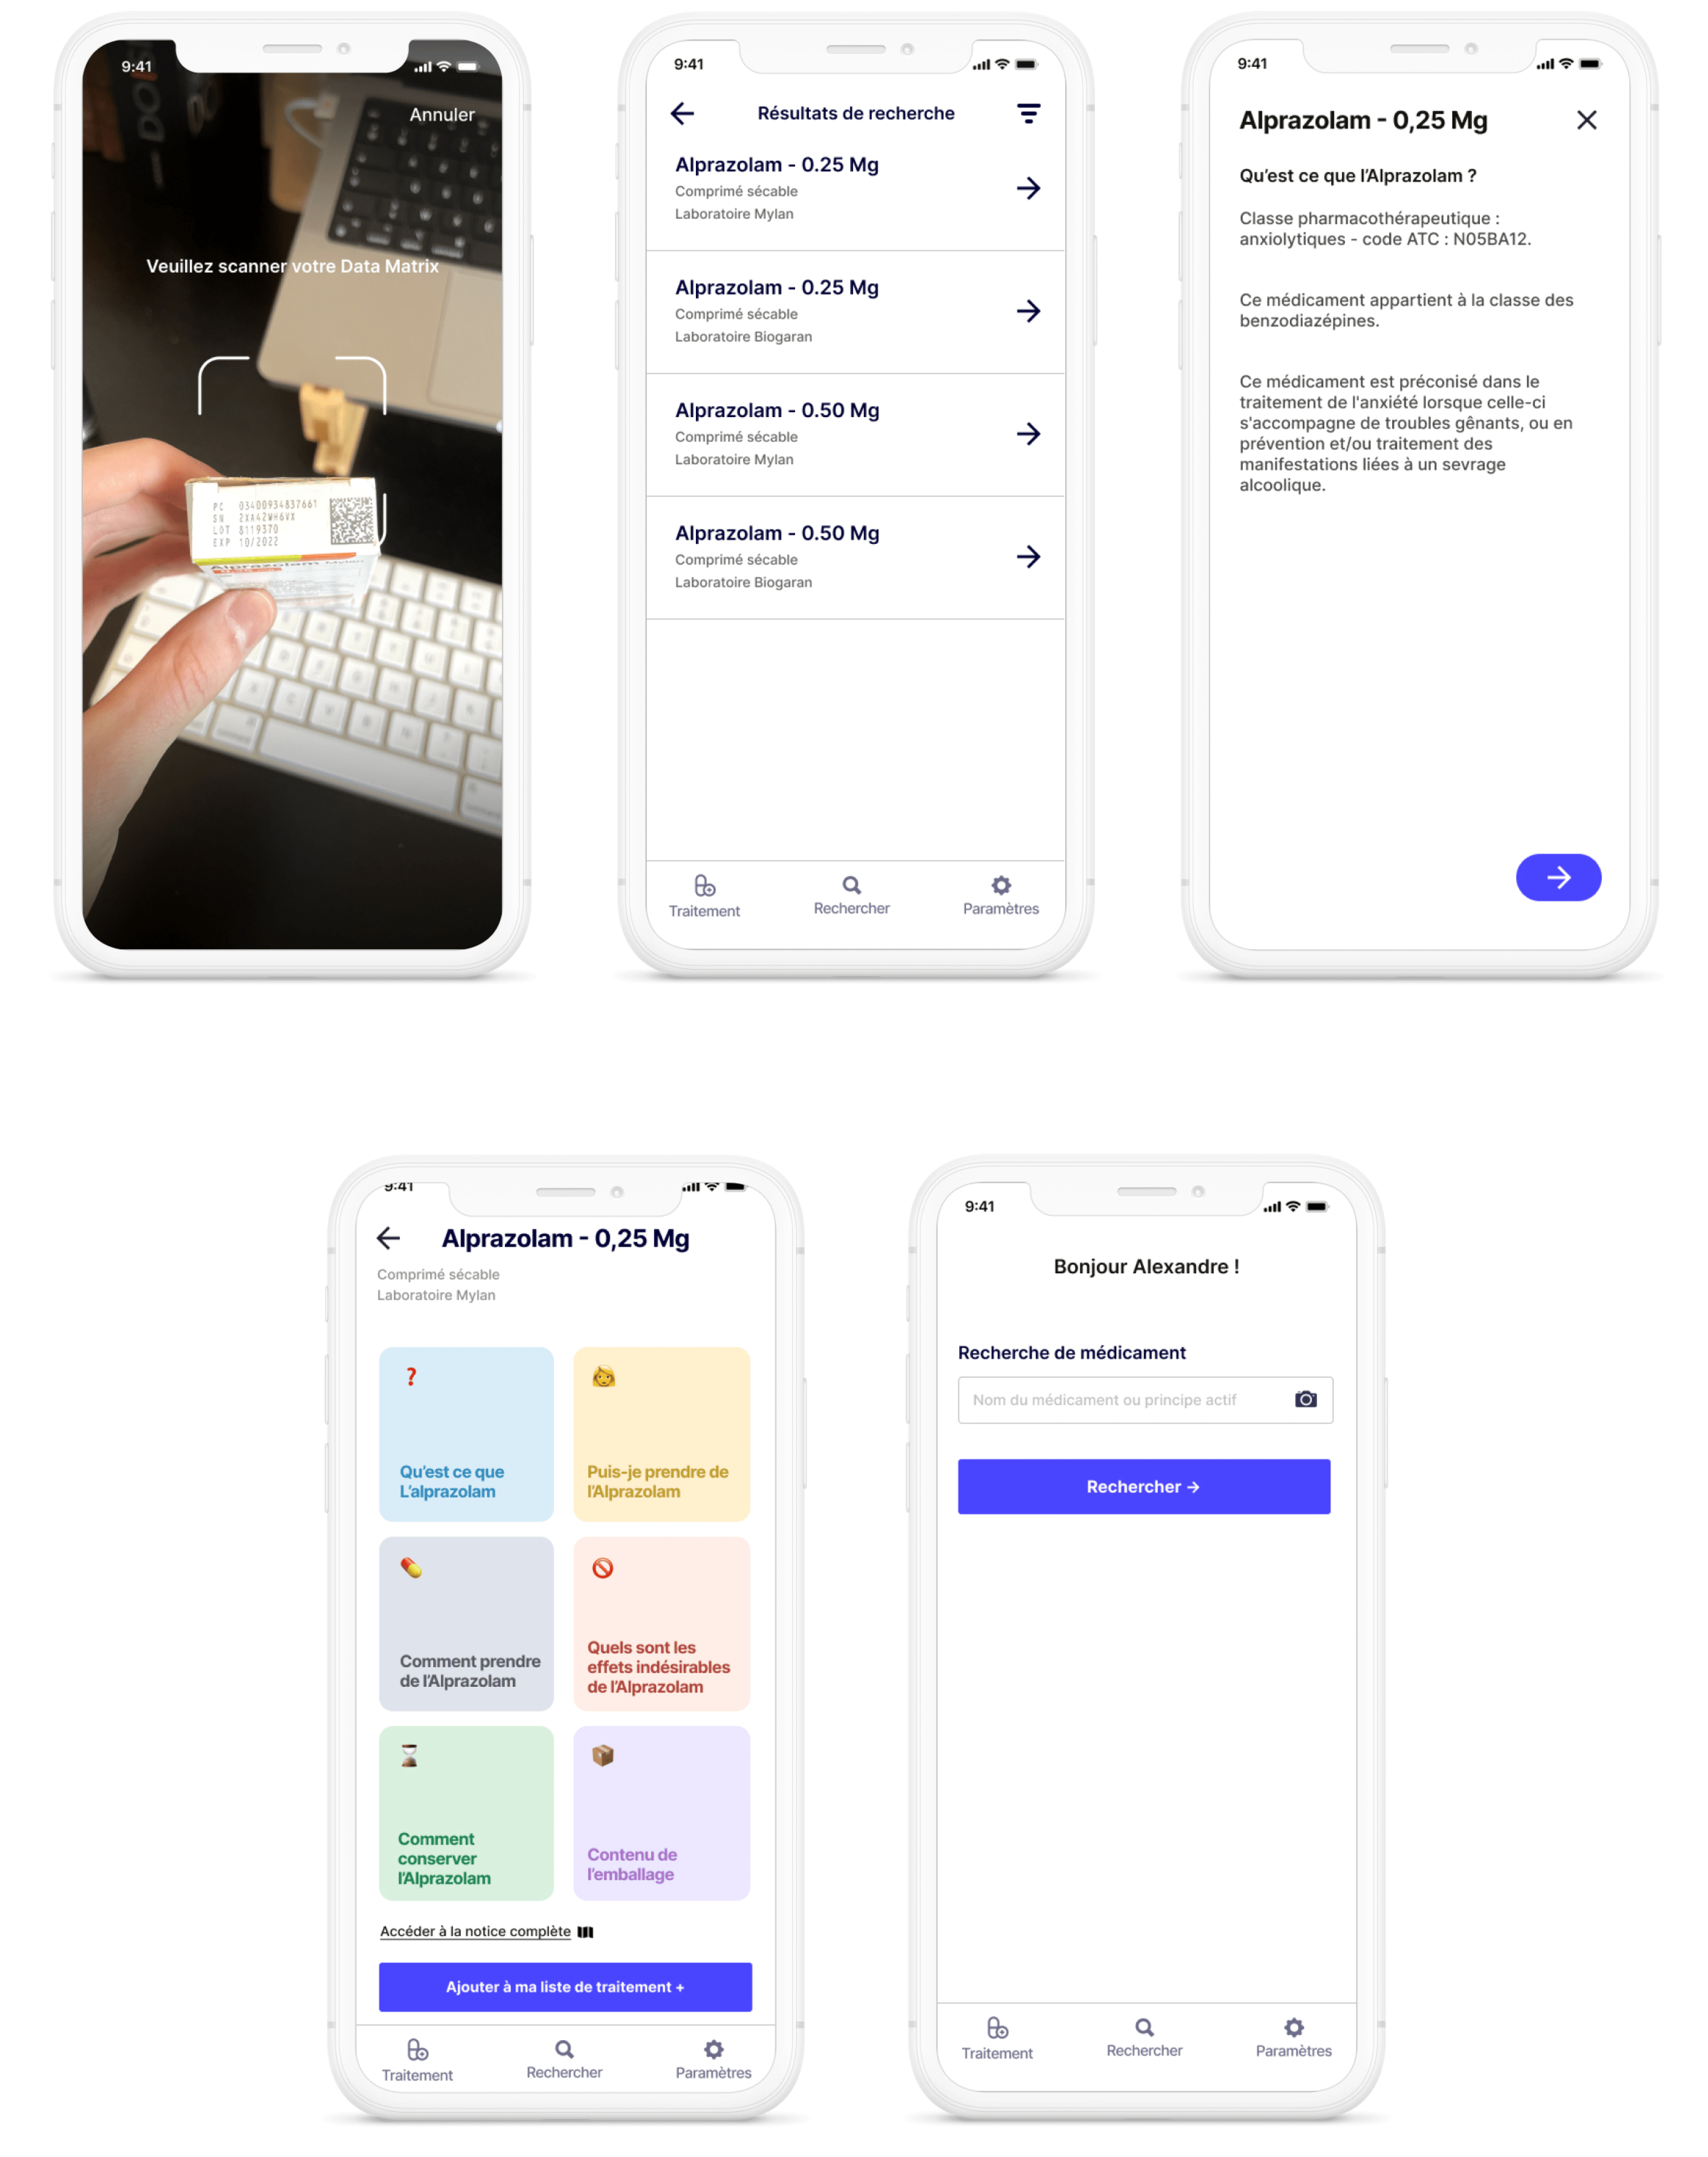 9:41
Annuler
Veuillez scanner votre Data Matrix
PC 03400934837661
SN 2XA42WH6VX
LOT 8119370
EXP 10/2022
Alprazolam Mylan
9:41
Résultats de recherche
Alprazolam - 0.25 Mg
Comprimé sécable
Laboratoire Mylan
Alprazolam - 0.25 Mg
Comprimé sécable
Laboratoire Biogaran
Alprazolam - 0.50 Mg
Comprimé sécable
Laboratoire Mylan
Alprazolam - 0.50 Mg
Comprimé sécable
Laboratoire Biogaran
Traitement
Rechercher
Paramètres
9:41
Alprazolam - 0,25 Mg
Qu'est ce que l'Alprazolam ?
Classe pharmacothérapeutique :
anxiolytiques - code ATC : N05BA12.
Ce médicament appartient à la classe des
benzodiazépines.
Ce médicament est préconisé dans le
traitement de l'anxiété lorsque celle-ci
s'accompagne de troubles gênants, ou en
prévention et/ou traitement des
manifestations liées à un sevrage
alcoolique.
9:41
Alprazolam - 0,25 Mg
Comprimé sécable
Laboratoire Mylan
❓
Qu'est ce que
L'alprazolam
Puis-je prendre de
l'Alprazolam
Comment prendre
de l'Alprazolam
Quels sont les
effets indésirables
de l'Alprazolam
Comment
conserver
l'Alprazolam
Contenu de
l'emballage
Accéder à la notice complète
Ajouter à ma liste de traitement +
Traitement
Rechercher
Paramètres
9:41
Bonjour Alexandre !
Recherche de médicament
Nom du médicament ou principe actif
Rechercher →
Traitement
Rechercher
Paramètres